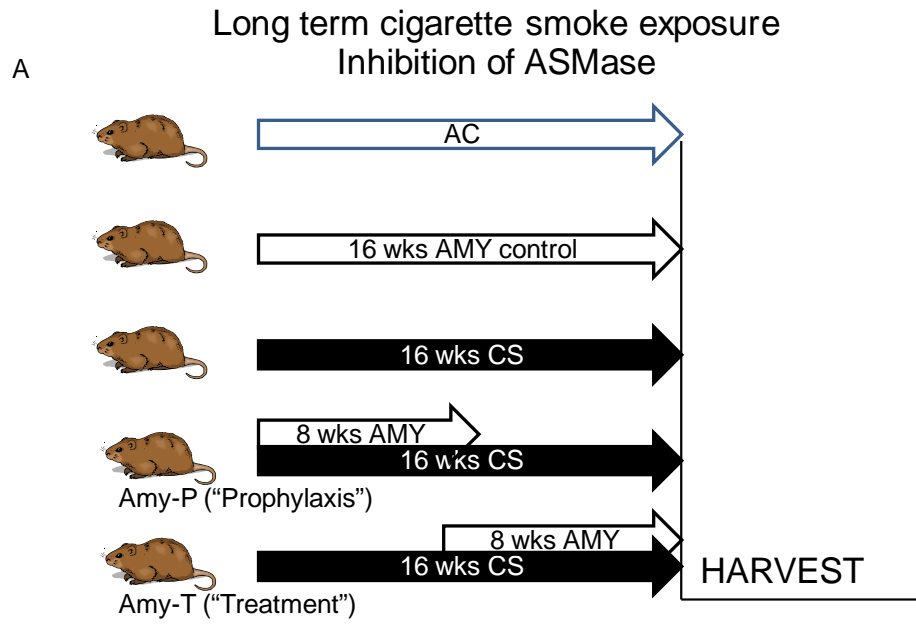 Long term cigarette smoke exposure
Inhibition of ASMase
A
AC
16 wks AMY control
16 wks CS
8 wks AMY
16 wks CS
Amy-P (“Prophylaxis”)
8 wks AMY
16 wks CS
Amy-T (“Treatment”)
HARVEST